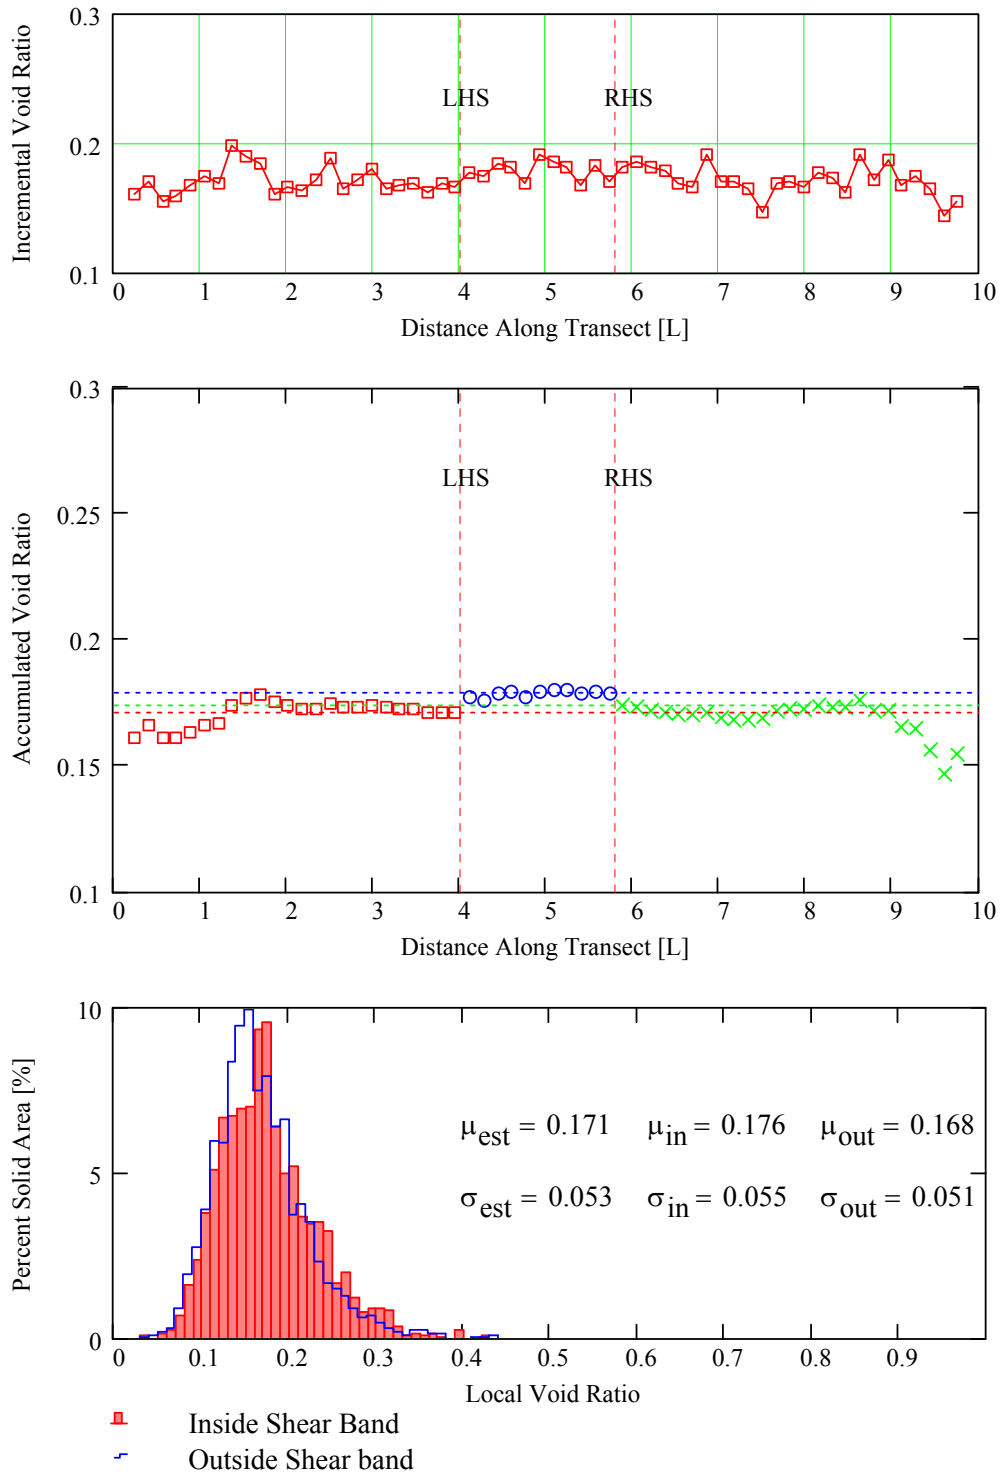 0.3
0.2
0.1
Incremental Void Ratio
LHS
RHS
0 1 2 3 4 5 6 7 8 9 10
Distance Along Transect [L]
0.3
0.25
0.2
0.15
0.1
Accumulated Void Ratio
LHS
RHS
0 1 2 3 4 5 6 7 8 9 10
Distance Along Transect [L]
10
5
0
Percent Solid Area [%]
μest = 0.171 μin = 0.176 μout = 0.168
σest = 0.053 σin = 0.055 σout = 0.051
0 0.1 0.2 0.3 0.4 0.5 0.6 0.7 0.8 0.9
Local Void Ratio
Inside Shear Band
Outside Shear band